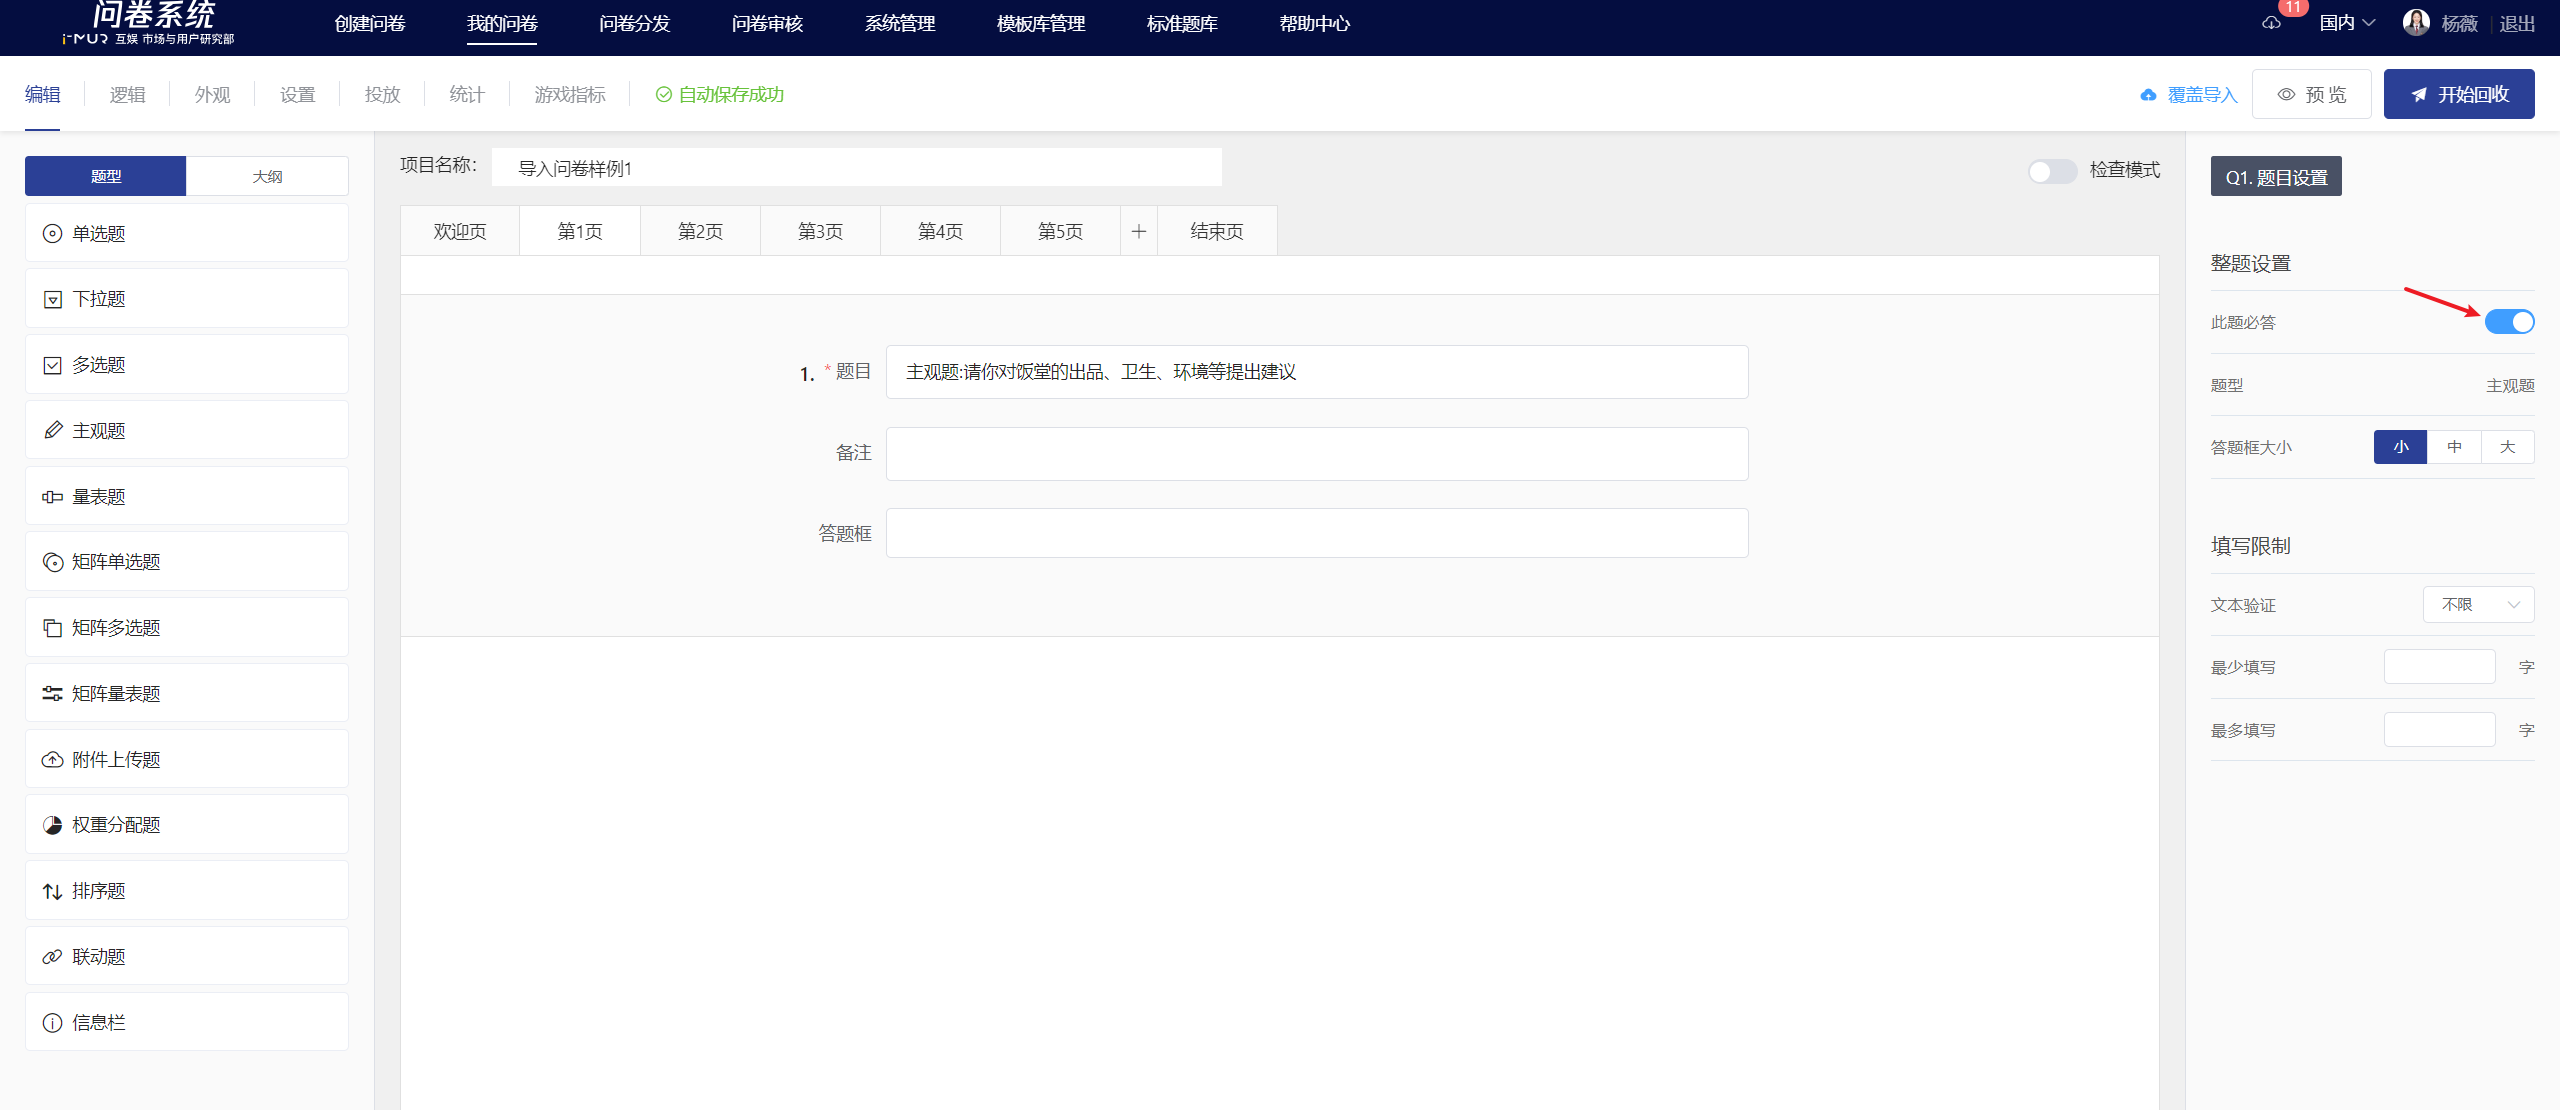 问卷系统
i-MUR 互娱 市场与用户研究部
创建问卷 我的问卷 问卷分发 问卷审核 系统管理 模板库管理 标准题库 帮助中心
11 国内 杨薇 退出
编辑 逻辑 外观 设置 投放 统计 游戏指标 自动保存成功
覆盖导入 预 览 开始回收
题型 大纲
单选题
下拉题
多选题
主观题
量表题
矩阵单选题
矩阵多选题
矩阵量表题
附件上传题
权重分配题
排序题
联动题
信息栏
项目名称: 导入问卷样例1 检查模式
欢迎页 第1页 第2页 第3页 第4页 第5页 + 结束页
1. * 题目 主观题:请你对饭堂的出品、卫生、环境等提出建议
备注
答题框
Q1. 题目设置
整题设置
此题必答
题型 主观题
答题框大小 小 中 大
填写限制
文本验证 不限
最少填写 字
最多填写 字